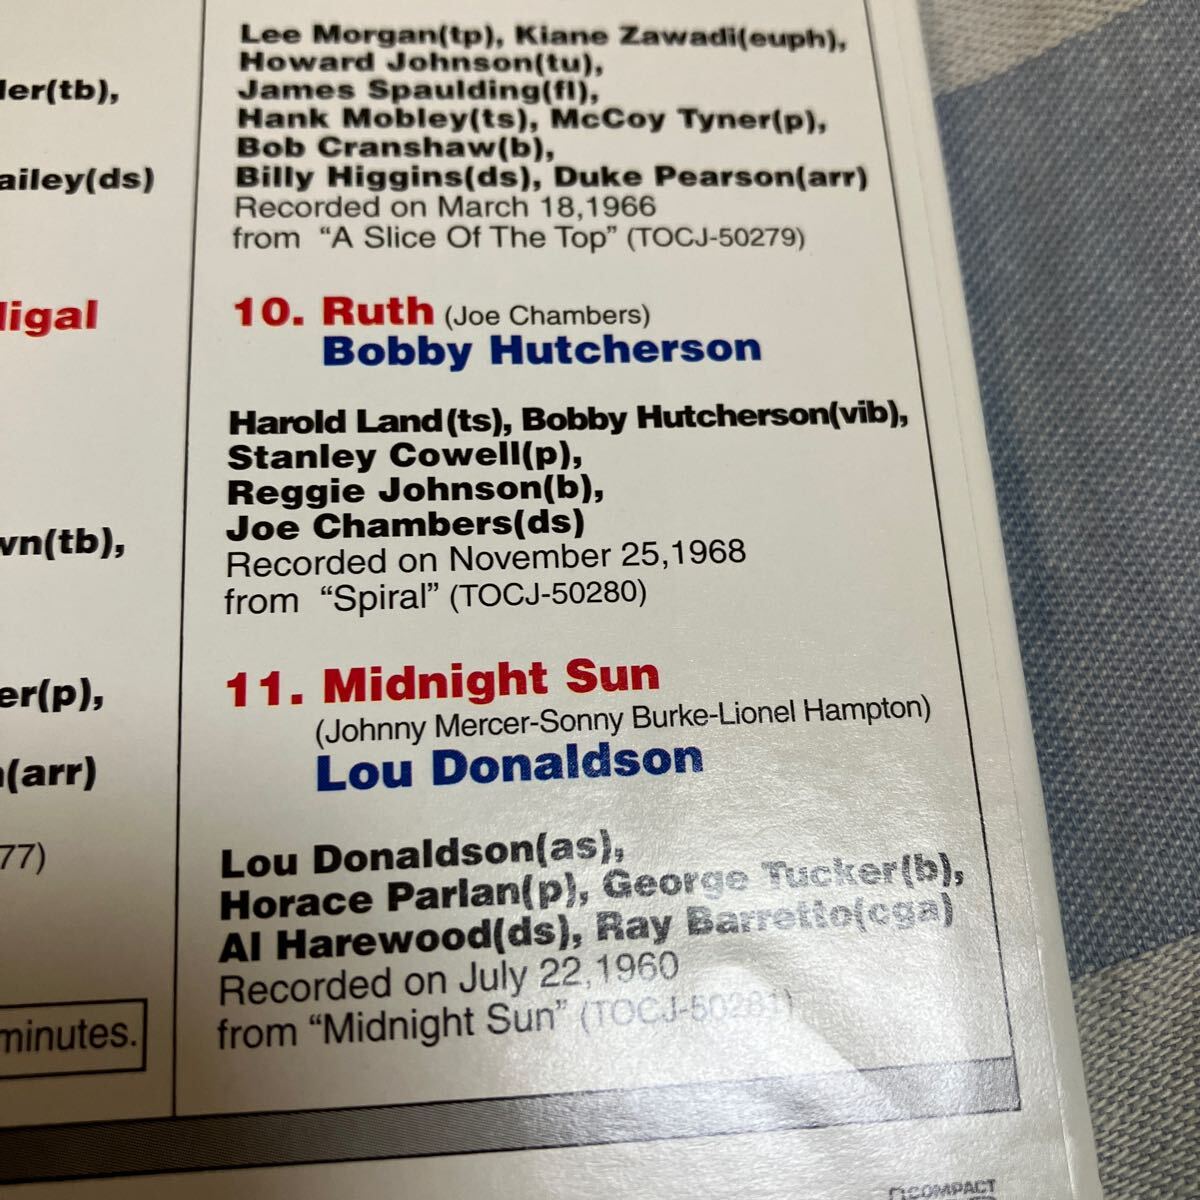 ler(tb),
ailey(ds)
ligal
wn(tb),
er(p),
(arr)
77)
minutes.
Lee Morgan(tp), Kiane Zawadi(euph),
Howard Johnson(tu),
James Spaulding(fl),
Hank Mobley(ts), McCoy Tyner(p),
Bob Cranshaw(b),
Billy Higgins(ds), Duke Pearson(arr)
Recorded on March 18,1966
from "A Slice Of The Top" (TOCJ-50279)
10. Ruth (Joe Chambers)
Bobby Hutcherson
Harold Land(ts), Bobby Hutcherson(vib),
Stanley Cowell(p),
Reggie Johnson(b),
Joe Chambers(ds)
Recorded on November 25,1968
from "Spiral" (TOCJ-50280)
11. Midnight Sun
(Johnny Mercer-Sonny Burke-Lionel Hampton)
Lou Donaldson
Lou Donaldson(as),
Horace Parlan(p), George Tucker(b),
Al Harewood(ds), Ray Barretto(cga)
Recorded on July 22,1960
from "Midnight Sun" (TOCJ-50281)
COMPACT